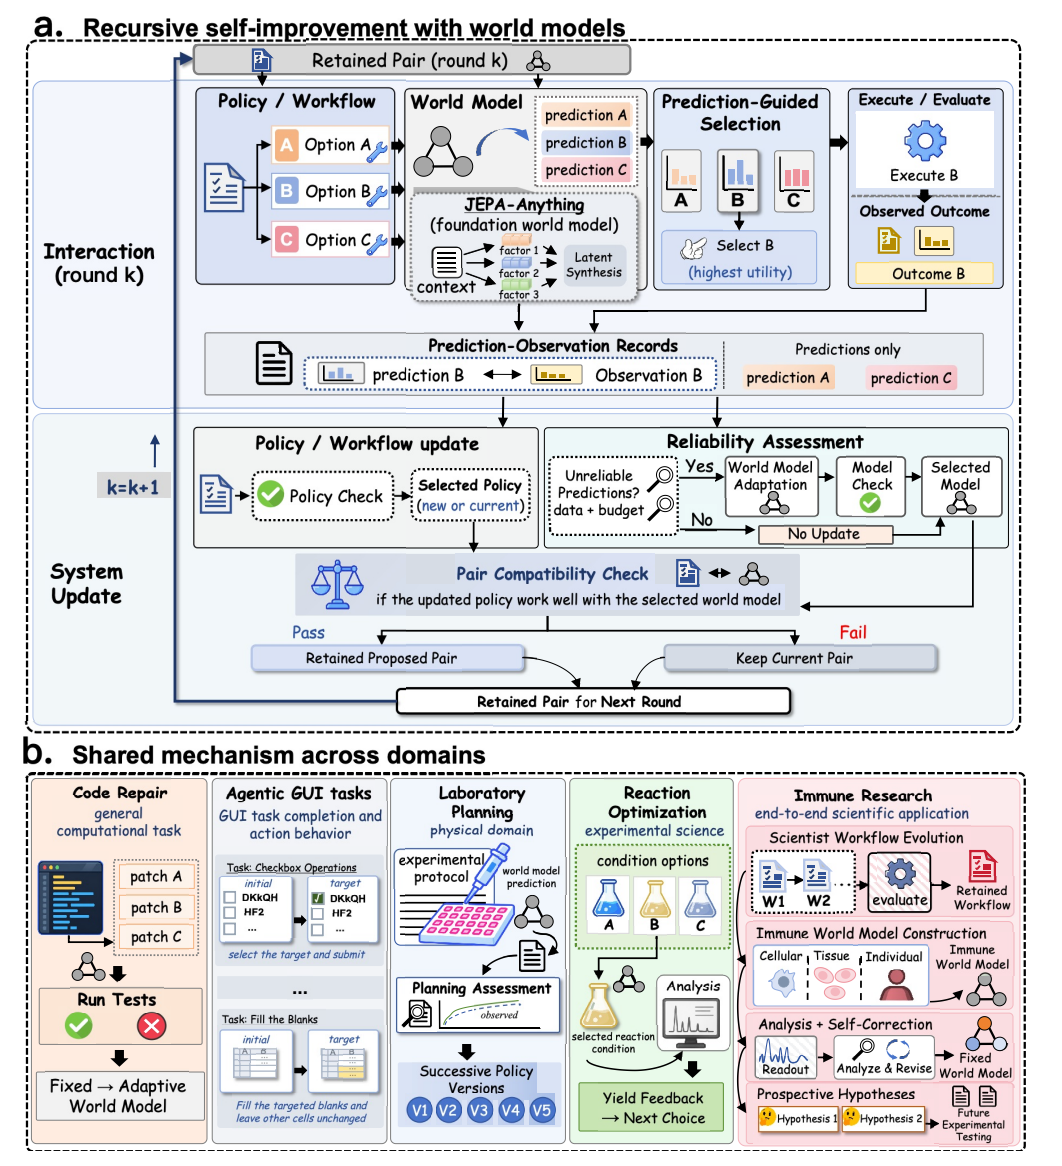 a. Recursive self-improvement with world models
Retained Pair (round k)
Interaction
(round k)
Policy / Workflow
A Option A
B Option B
C Option C
World Model
prediction A
prediction B
prediction C
JEPA-Anything
(foundation world model)
context
factor 1
factor 2
factor 3
Latent
Synthesis
Prediction-Guided
Selection
A
B
C
Select B
(highest utility)
Execute / Evaluate
Execute B
Observed Outcome
Outcome B
Prediction-Observation Records
prediction B
Observation B
Predictions only
prediction A
prediction C
k=k+1
System
Update
Policy / Workflow update
Policy Check
Selected Policy
(new or current)
Reliability Assessment
Unreliable
Predictions?
data + budget
Yes
No
World Model
Adaptation
Model
Check
Selected
Model
No Update
Pair Compatibility Check
if the updated policy work well with the selected world model
Pass
Fail
Retained Proposed Pair
Keep Current Pair
Retained Pair for Next Round
b. Shared mechanism across domains
Code Repair
general
computational task
patch A
patch B
patch C
Run Tests
Fixed → Adaptive
World Model
Agentic GUI tasks
GUI task completion and
action behavior
Task: Checkbox Operations
initial
DKkQH
HF2
...
target
DKkQH
HF2
...
select the target and submit
...
Task: Fill the Blanks
initial
A B
target
A B
Fill the targeted blanks and
leave other cells unchanged
Laboratory
Planning
physical domain
experimental
protocol
world model
prediction
Planning Assessment
observed
Successive Policy
Versions
V1 V2 V3 V4 V5
Reaction
Optimization
experimental science
condition options
A
B
C
selected reaction
condition
Analysis
Yield Feedback
→ Next Choice
Immune Research
end-to-end scientific application
Scientist Workflow Evolution
W1
W2
evaluate
Retained
Workflow
Immune World Model Construction
Cellular
Tissue
Individual
Immune
World Model
Analysis + Self-Correction
Readout
Analyze & Revise
Fixed
World Model
Prospective Hypotheses
Hypothesis 1
Hypothesis 2
Future
Experimental
Testing